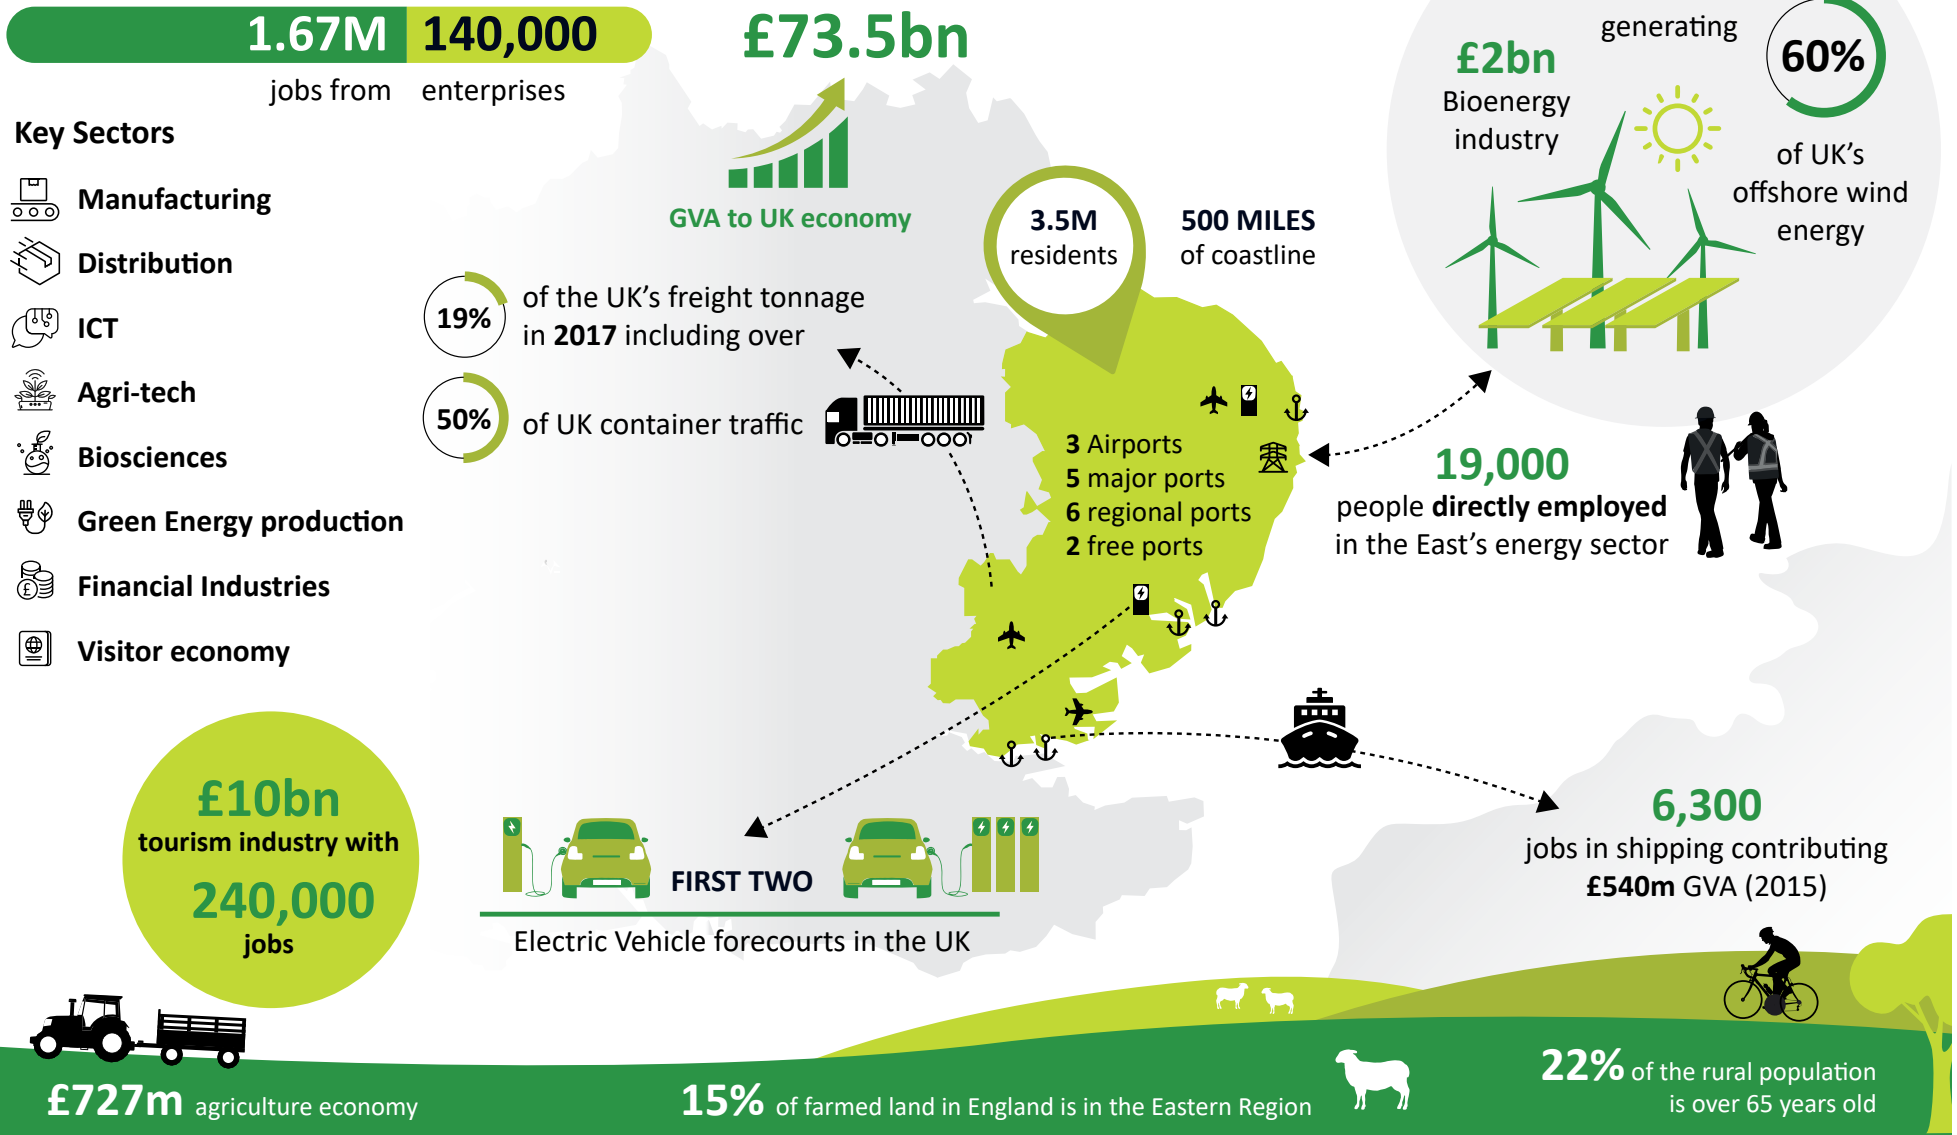 1.67M
jobs from
140,000
enterprises
Key Sectors
Manufacturing
Distribution
ICT
Agri-tech
Biosciences
Green Energy production
£
Financial Industries
Visitor economy
£73.5bn
GVA to UK economy
19%
of the UK’s freight tonnage
in 2017 including over
50%
of UK container traffic
3.5M
residents
500 MILES
of coastline
3 Airports
5 major ports
6 regional ports
2 free ports
generating
£2bn
Bioenergy
industry
60%
of UK’s
offshore wind
energy
19,000
people directly employed
in the East’s energy sector
£10bn
tourism industry with
240,000
jobs
FIRST TWO
Electric Vehicle forecourts in the UK
6,300
jobs in shipping contributing
£540m GVA (2015)
£727m agriculture economy
15% of farmed land in England is in the Eastern Region
22% of the rural population
is over 65 years old